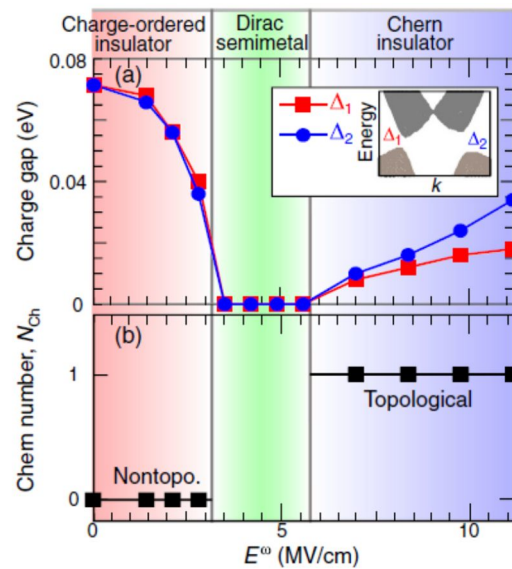 Charge-ordered insulator
Dirac semimetal
Chern insulator
0.08
(a)
Δ1
Δ2
Energy
Δ1
Δ2
k
0.04
Charge gap (eV)
0
(b)
Chern number, NCh
1
Topological
Nontopo.
0
0
5
10
Eω (MV/cm)